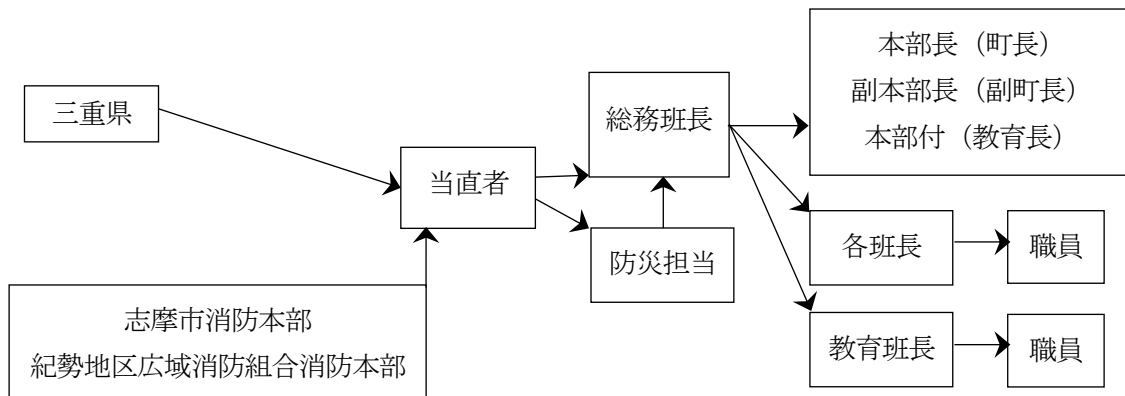 三重県
志摩市消防本部
紀勢地区広域消防組合消防本部
当直者
総務班長
防災担当
本部長（町長）
副本部長（副町長）
本部付（教育長）
各班長
職員
教育班長
職員